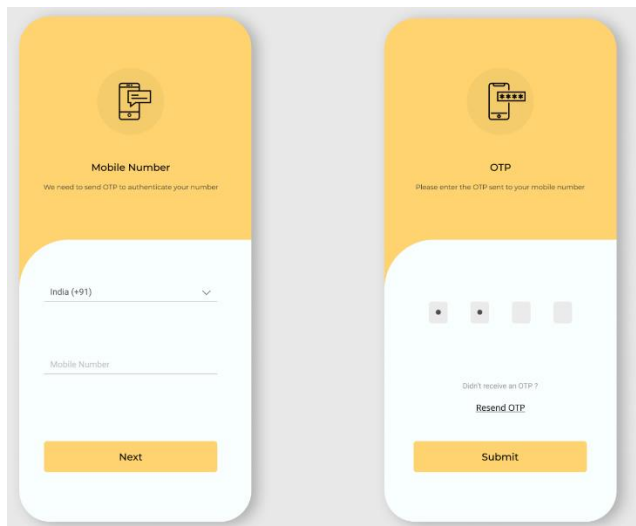 Mobile Number
We need to send OTP to authenticate your number
India (+91)
Mobile Number
Next
****
OTP
Please enter the OTP sent to your mobile number
Didn't receive an OTP ?
Resend OTP
Submit